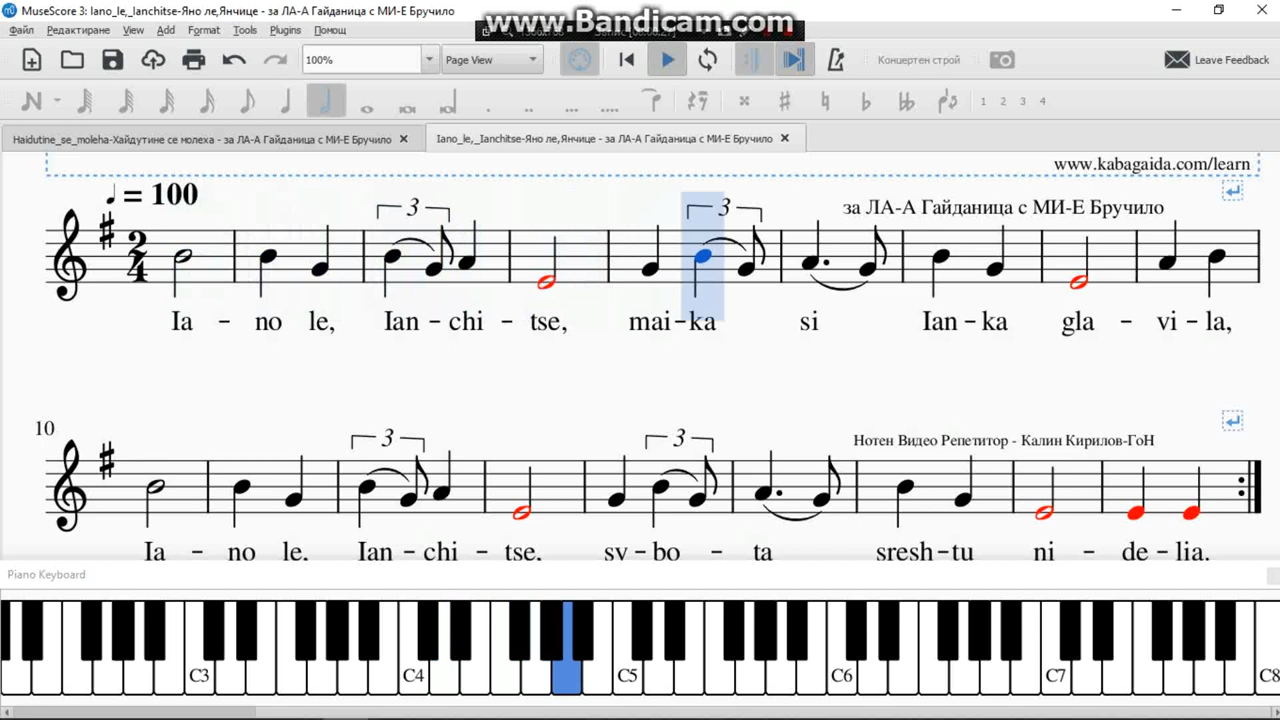 MuseScore 3: Iano_le,_Ianchitse-Яно ле,Янчице - за ЛА-А Гайданица с МИ-Е Бручило
www.Bandicam.com
Файл Редактиране View Add Format Tools Plugins Помощ
100% Page View Концертен строй Leave Feedback
1 2 3 4
Haidutine_se_moleha-Хайдутине се молеха - за ЛА-А Гайданица с МИ-Е Бручило Iano_le,_Ianchitse-Яно ле,Янчице - за ЛА-А Гайданица с МИ-Е Бручило
www.kabagaida.com/learn
= 100
за ЛА-А Гайданица с МИ-Е Бручило
3 3
2
4
Ia - no le, Ian - chi - tse, mai - ka si Ian - ka gla - vi - la,
10
Нотен Видео Репетитор - Калин Кирилов-ГоН
3 3
Ia - no le, Ian - chi - tse, sv - bo - ta sresh - tu ni - de - lia.
Piano Keyboard
C3 C4 C5 C6 C7 C8